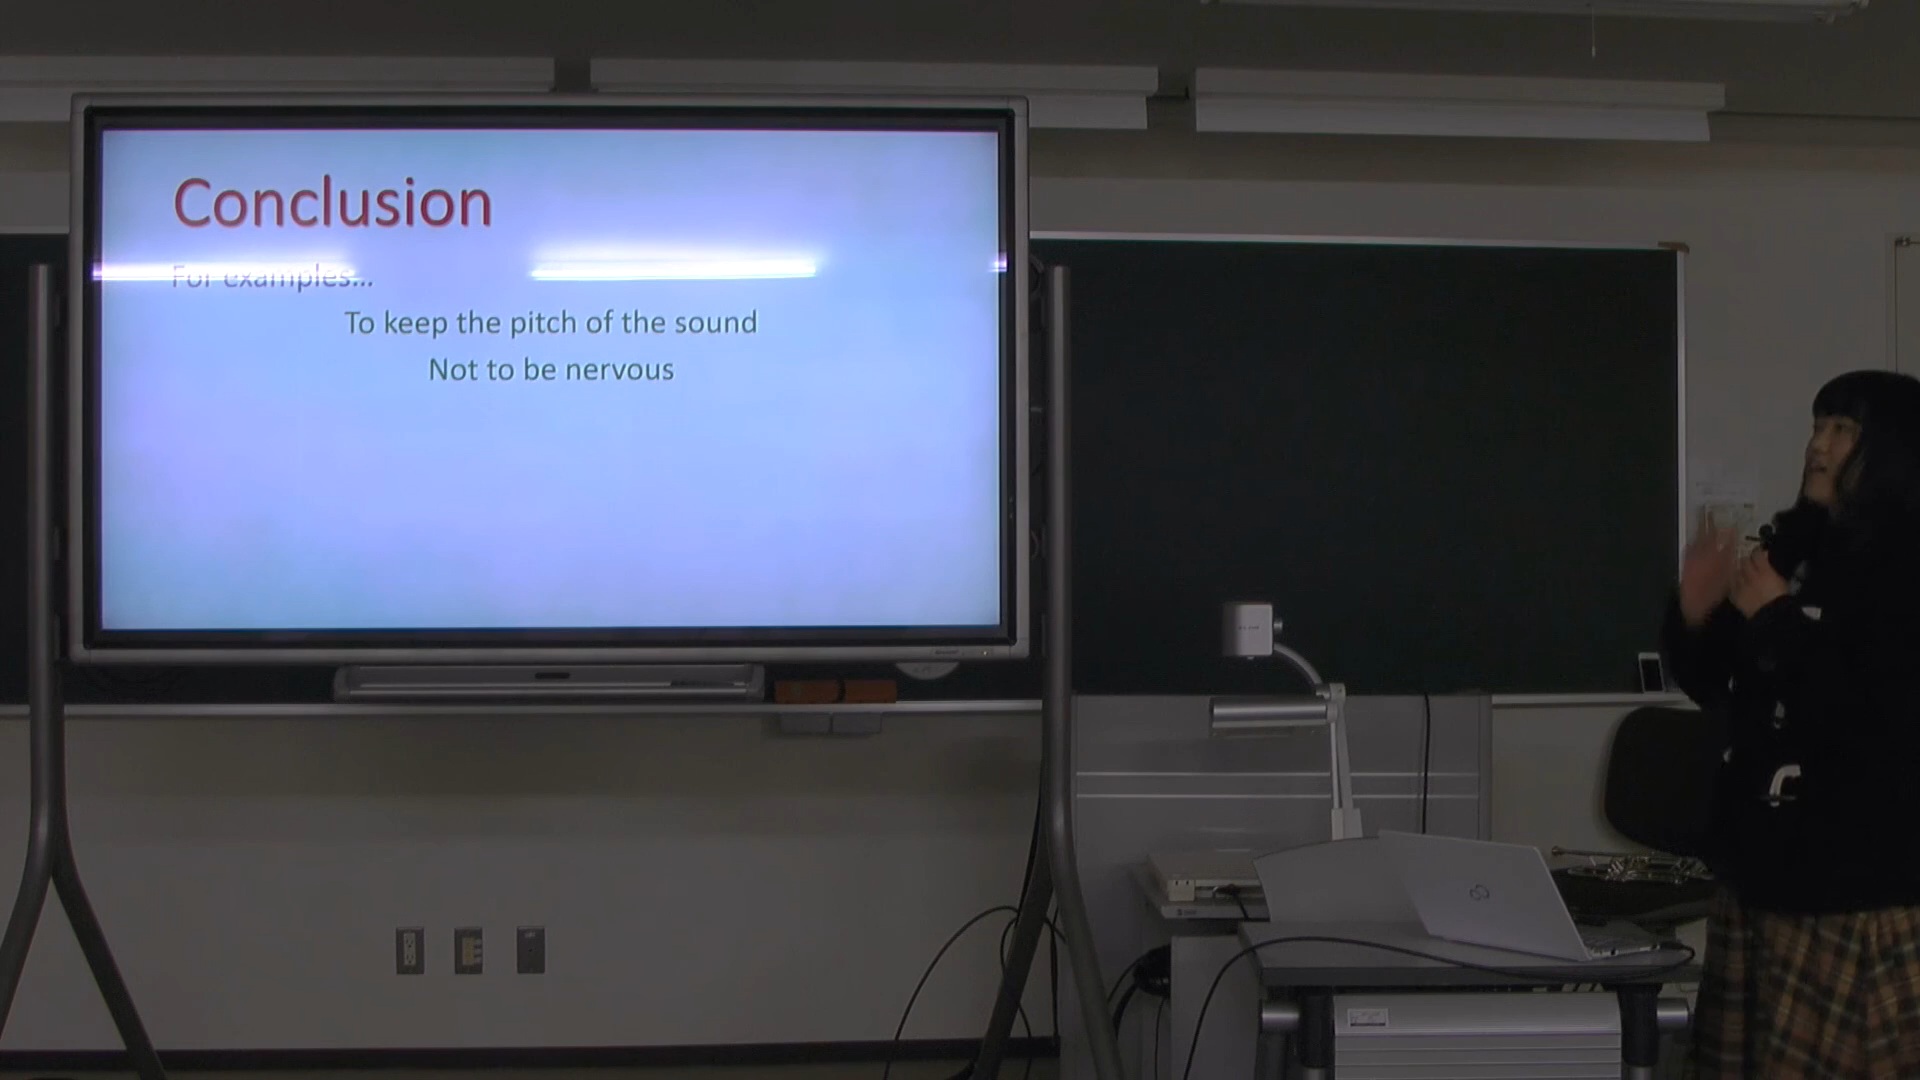 Conclusion
For examples...
To keep the pitch of the sound
Not to be nervous